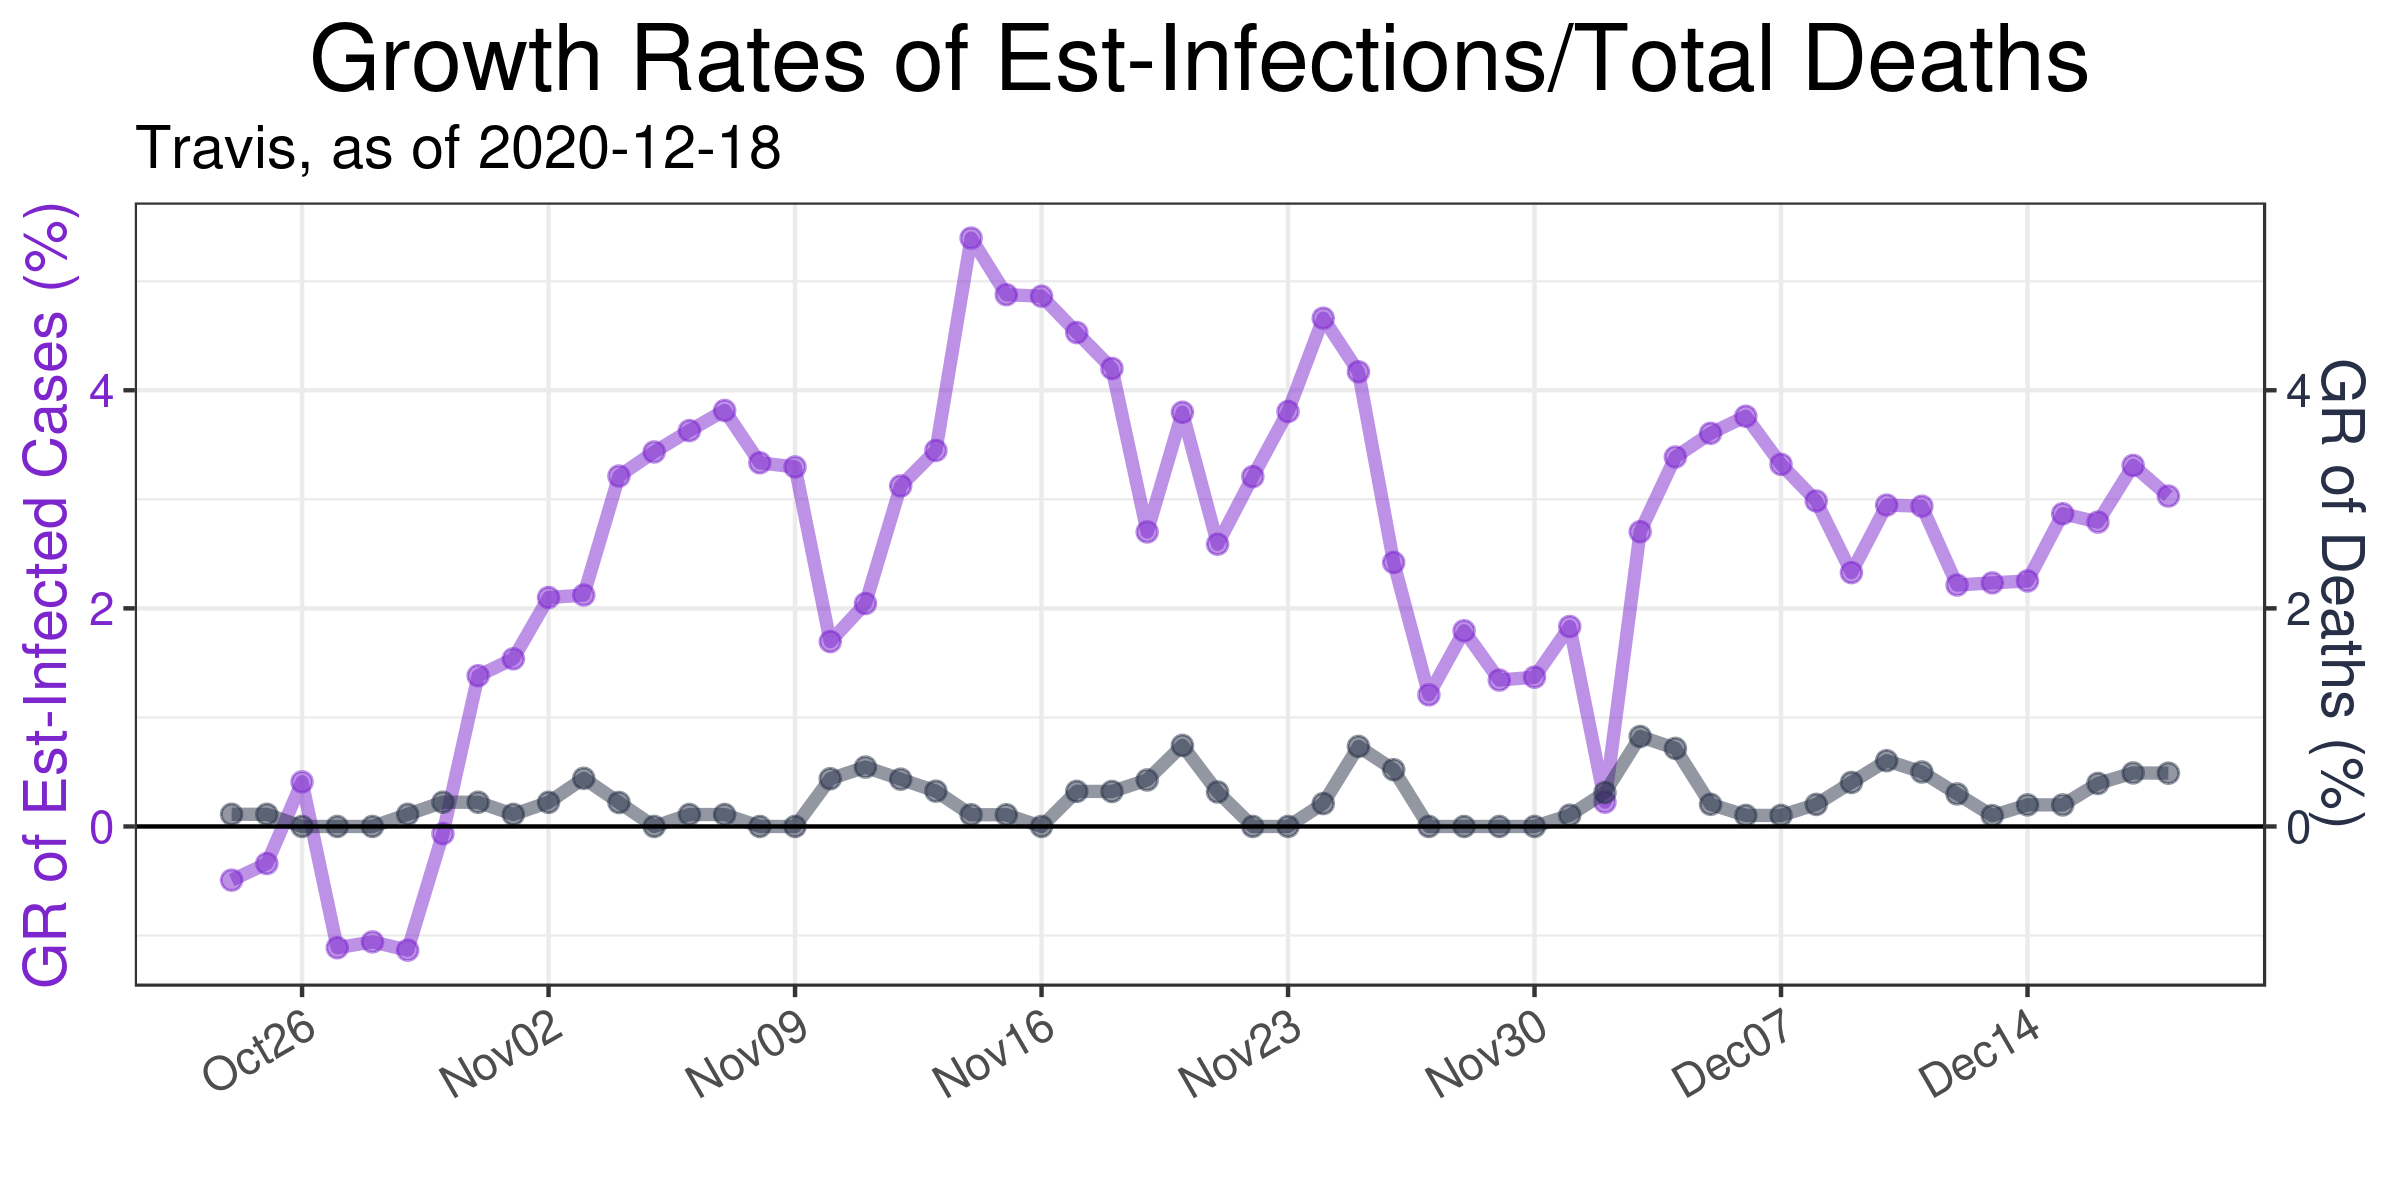 Growth Rates of Est-Infections/Total Deaths
Travis, as of 2020-12-18
GR of Est-Infected Cases (%)
4
2
0
4
2
0
GR of Deaths (%)
Oct26
Nov02
Nov09
Nov16
Nov23
Nov30
Dec07
Dec14